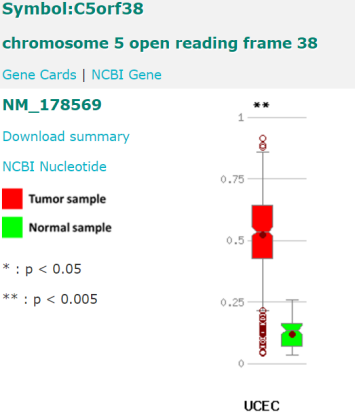 Symbol:C5orf38
chromosome 5 open reading frame 38
Gene Cards | NCBI Gene
NM_178569
Download summary
NCBI Nucleotide
Tumor sample
Normal sample
* : p < 0.05
** : p < 0.005
**
1
0.75
0.5
0.25
0
UCEC